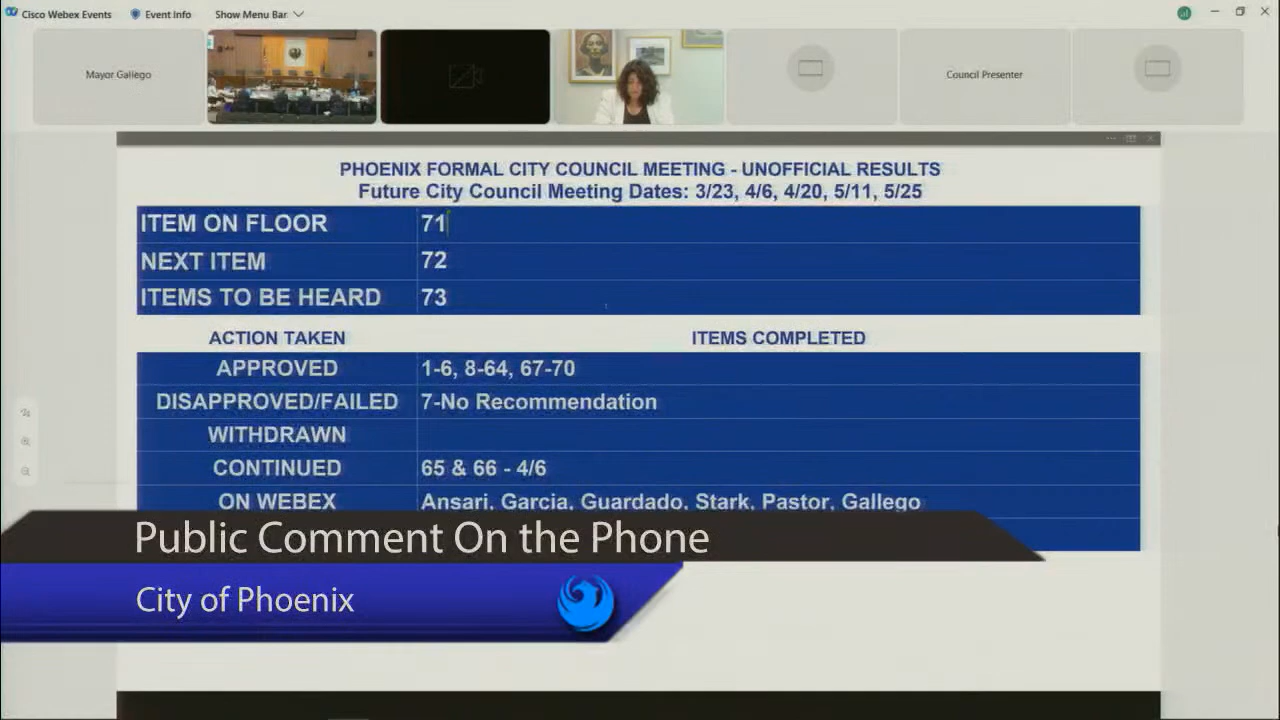 Cisco Webex Events
Event Info
Show Menu Bar
Mayor Gallego
Council Presenter
PHOENIX FORMAL CITY COUNCIL MEETING - UNOFFICIAL RESULTS
Future City Council Meeting Dates: 3/23, 4/6, 4/20, 5/11, 5/25
ITEM ON FLOOR 71
NEXT ITEM 72
ITEMS TO BE HEARD 73
ACTION TAKEN ITEMS COMPLETED
APPROVED 1-6, 8-64, 67-70
DISAPPROVED/FAILED 7-No Recommendation
WITHDRAWN
CONTINUED 65 & 66 - 4/6
ON WEBEX Ansari, Garcia, Guardado, Stark, Pastor, Gallego
Public Comment On the Phone
City of Phoenix